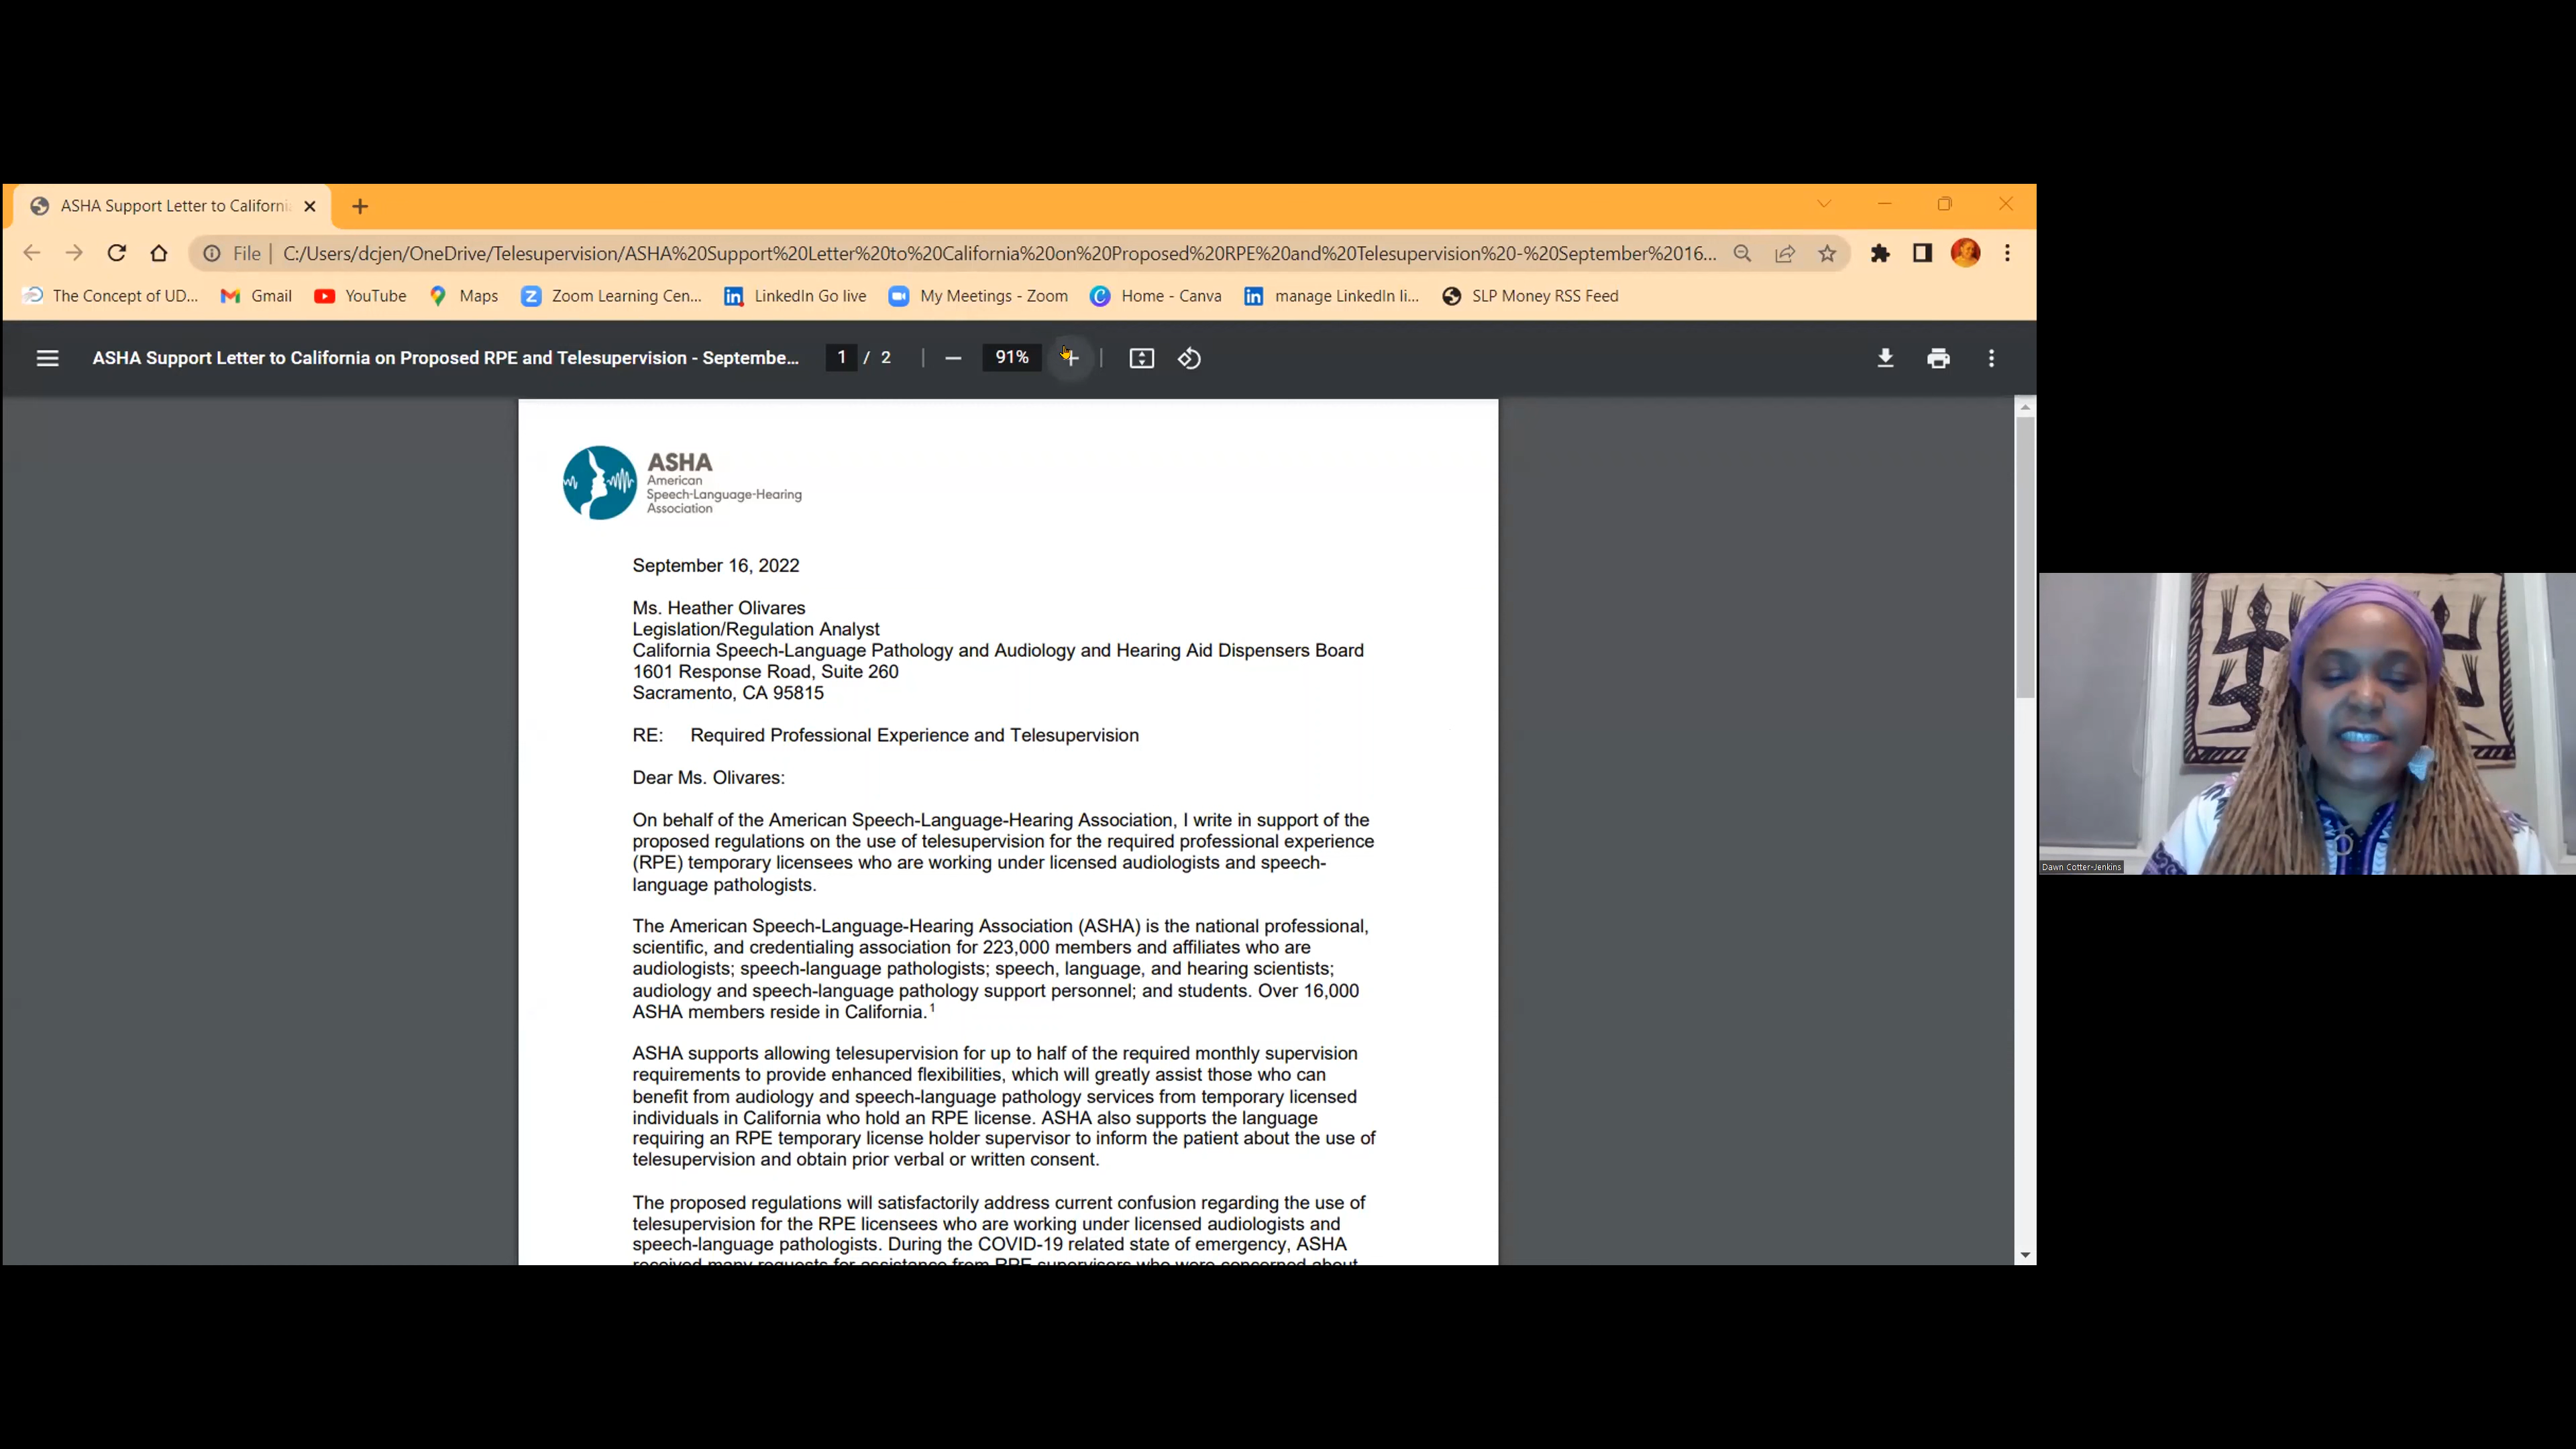 ASHA Support Letter to Californi
File
C:/Users/dcjen/OneDrive/Telesupervision/ASHA%20Support%20Letter%20to%20California%20on%20Proposed%20RPE%20and%20Telesupervision%20-%20September%2016...
The Concept of UD... Gmail YouTube Maps Zoom Learning Cen... LinkedIn Go live My Meetings - Zoom Home - Canva manage LinkedIn li... SLP Money RSS Feed
ASHA Support Letter to California on Proposed RPE and Telesupervision - Septembe... 1 / 2 91%
ASHA
American
Speech-Language-Hearing
Association
September 16, 2022
Ms. Heather Olivares
Legislation/Regulation Analyst
California Speech-Language Pathology and Audiology and Hearing Aid Dispensers Board
1601 Response Road, Suite 260
Sacramento, CA 95815
RE: Required Professional Experience and Telesupervision
Dear Ms. Olivares:
On behalf of the American Speech-Language-Hearing Association, I write in support of the
proposed regulations on the use of telesupervision for the required professional experience
(RPE) temporary licensees who are working under licensed audiologists and speech-
language pathologists.
The American Speech-Language-Hearing Association (ASHA) is the national professional,
scientific, and credentialing association for 223,000 members and affiliates who are
audiologists; speech-language pathologists; speech, language, and hearing scientists;
audiology and speech-language pathology support personnel; and students. Over 16,000
ASHA members reside in California.1
ASHA supports allowing telesupervision for up to half of the required monthly supervision
requirements to provide enhanced flexibilities, which will greatly assist those who can
benefit from audiology and speech-language pathology services from temporary licensed
individuals in California who hold an RPE license. ASHA also supports the language
requiring an RPE temporary license holder supervisor to inform the patient about the use of
telesupervision and obtain prior verbal or written consent.
The proposed regulations will satisfactorily address current confusion regarding the use of
telesupervision for the RPE licensees who are working under licensed audiologists and
speech-language pathologists. During the COVID-19 related state of emergency, ASHA
received many requests for assistance from RPE supervisors who were concerned about
Dawn Cotter-Jenkins